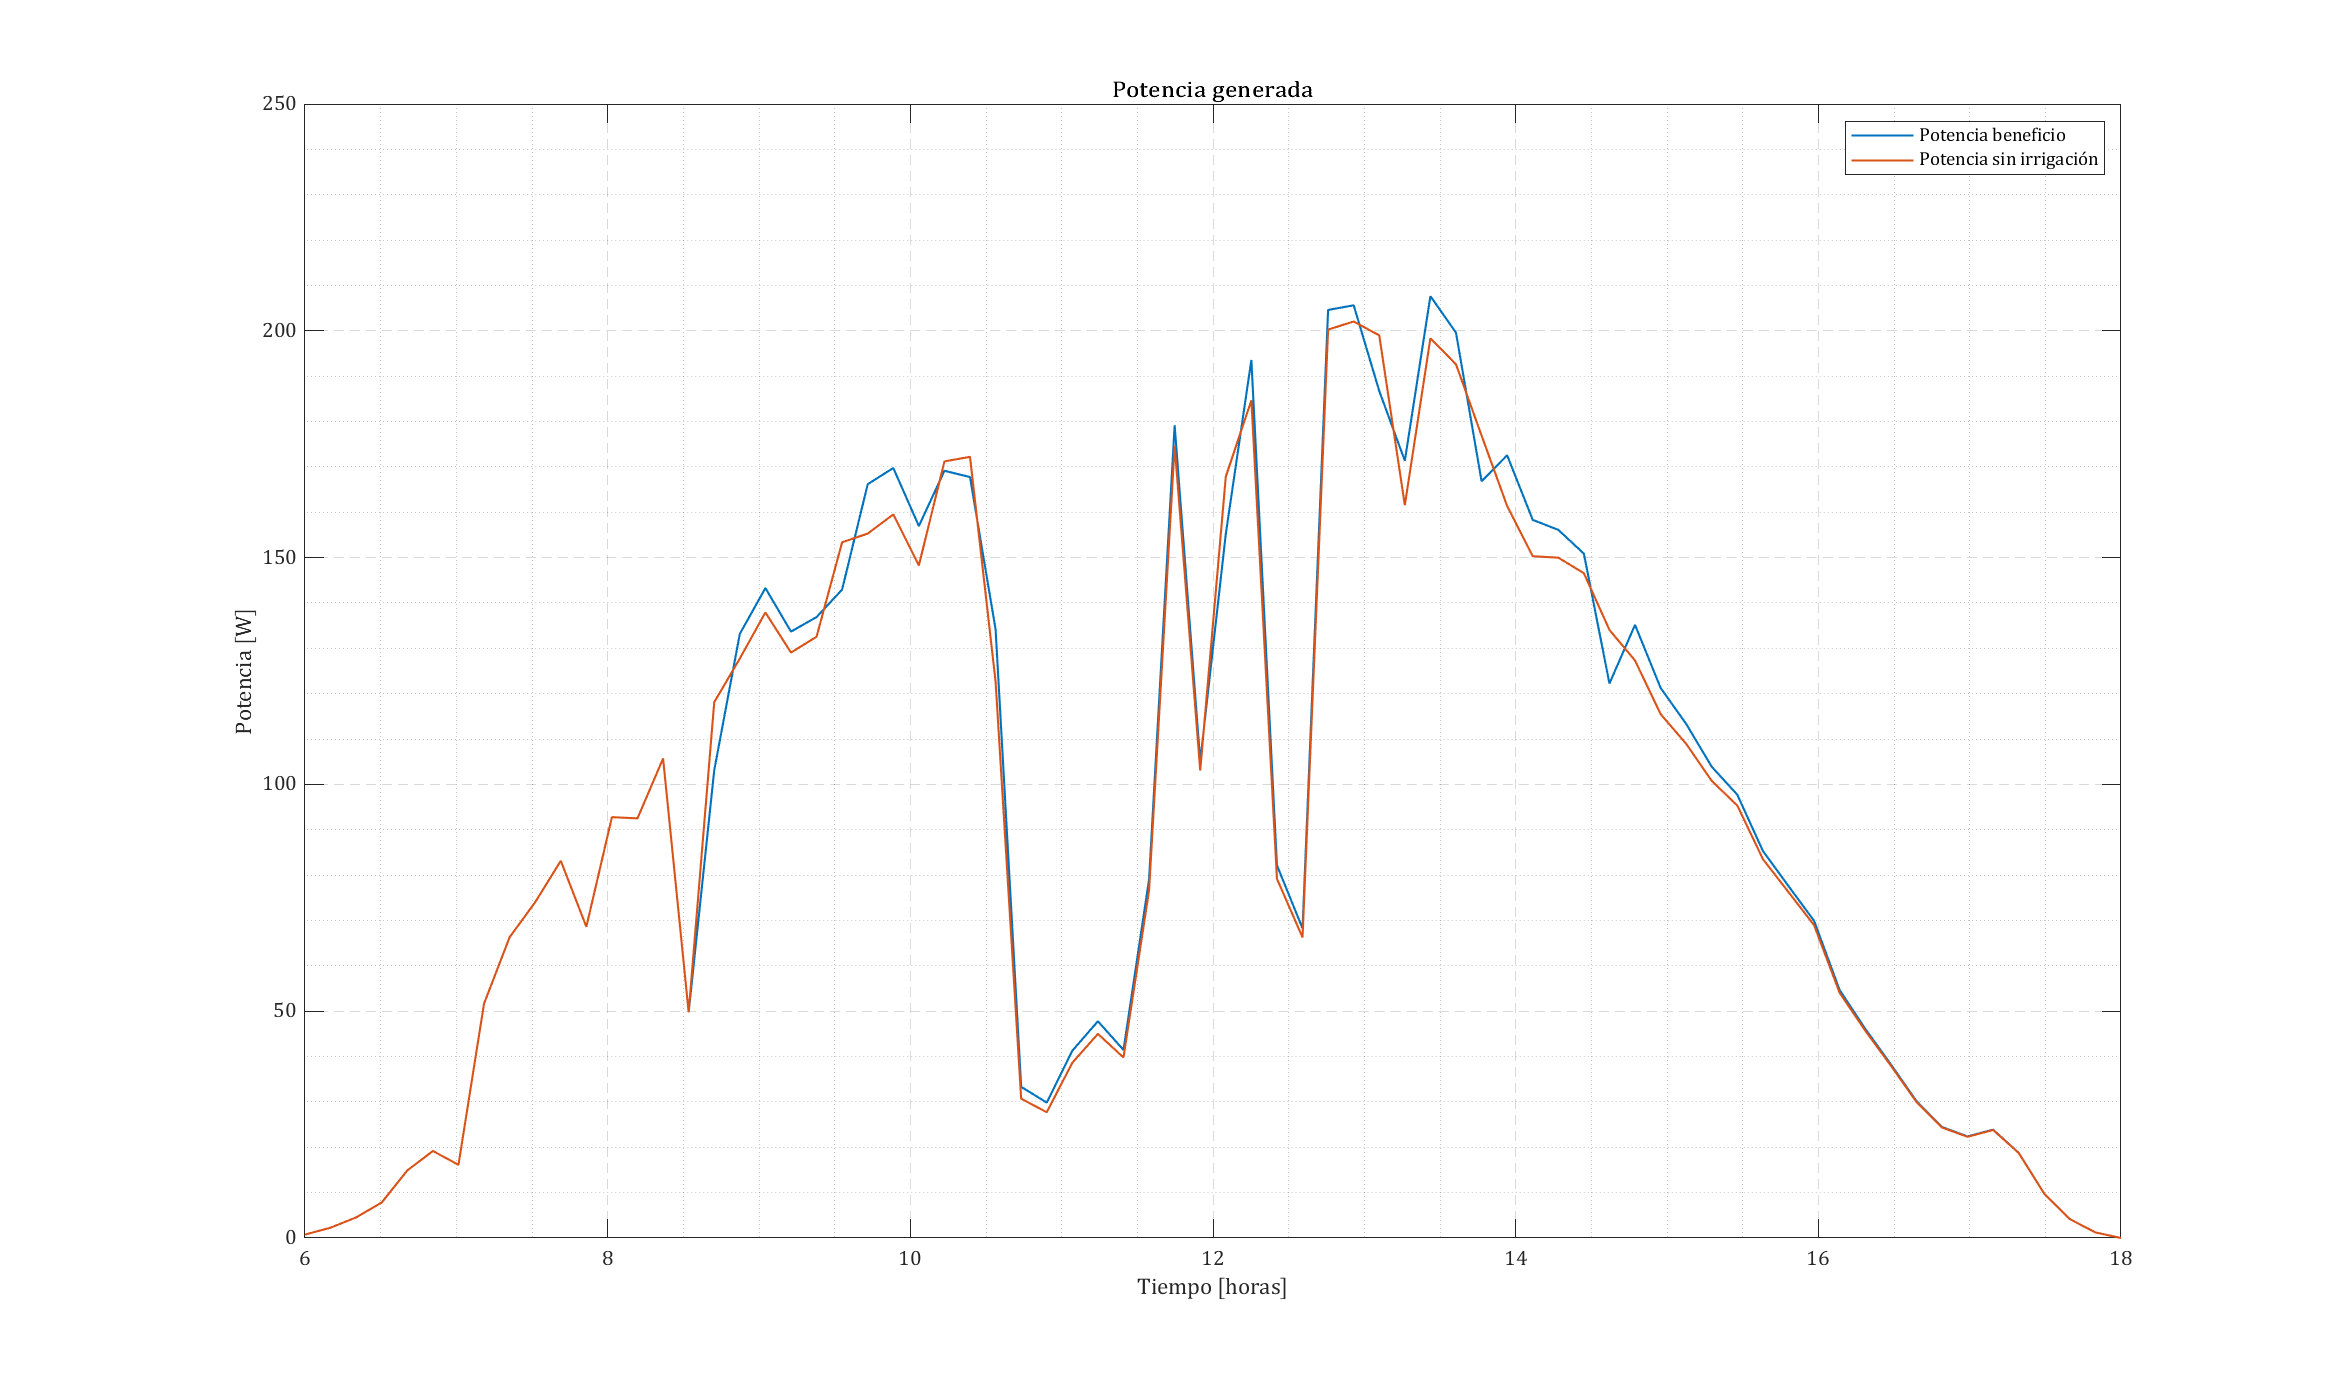 Potencia generada
250
200
150
100
50
0
Potencia [W]
Potencia beneficio
Potencia sin irrigación
6 8 10 12 14 16 18
Tiempo [horas]